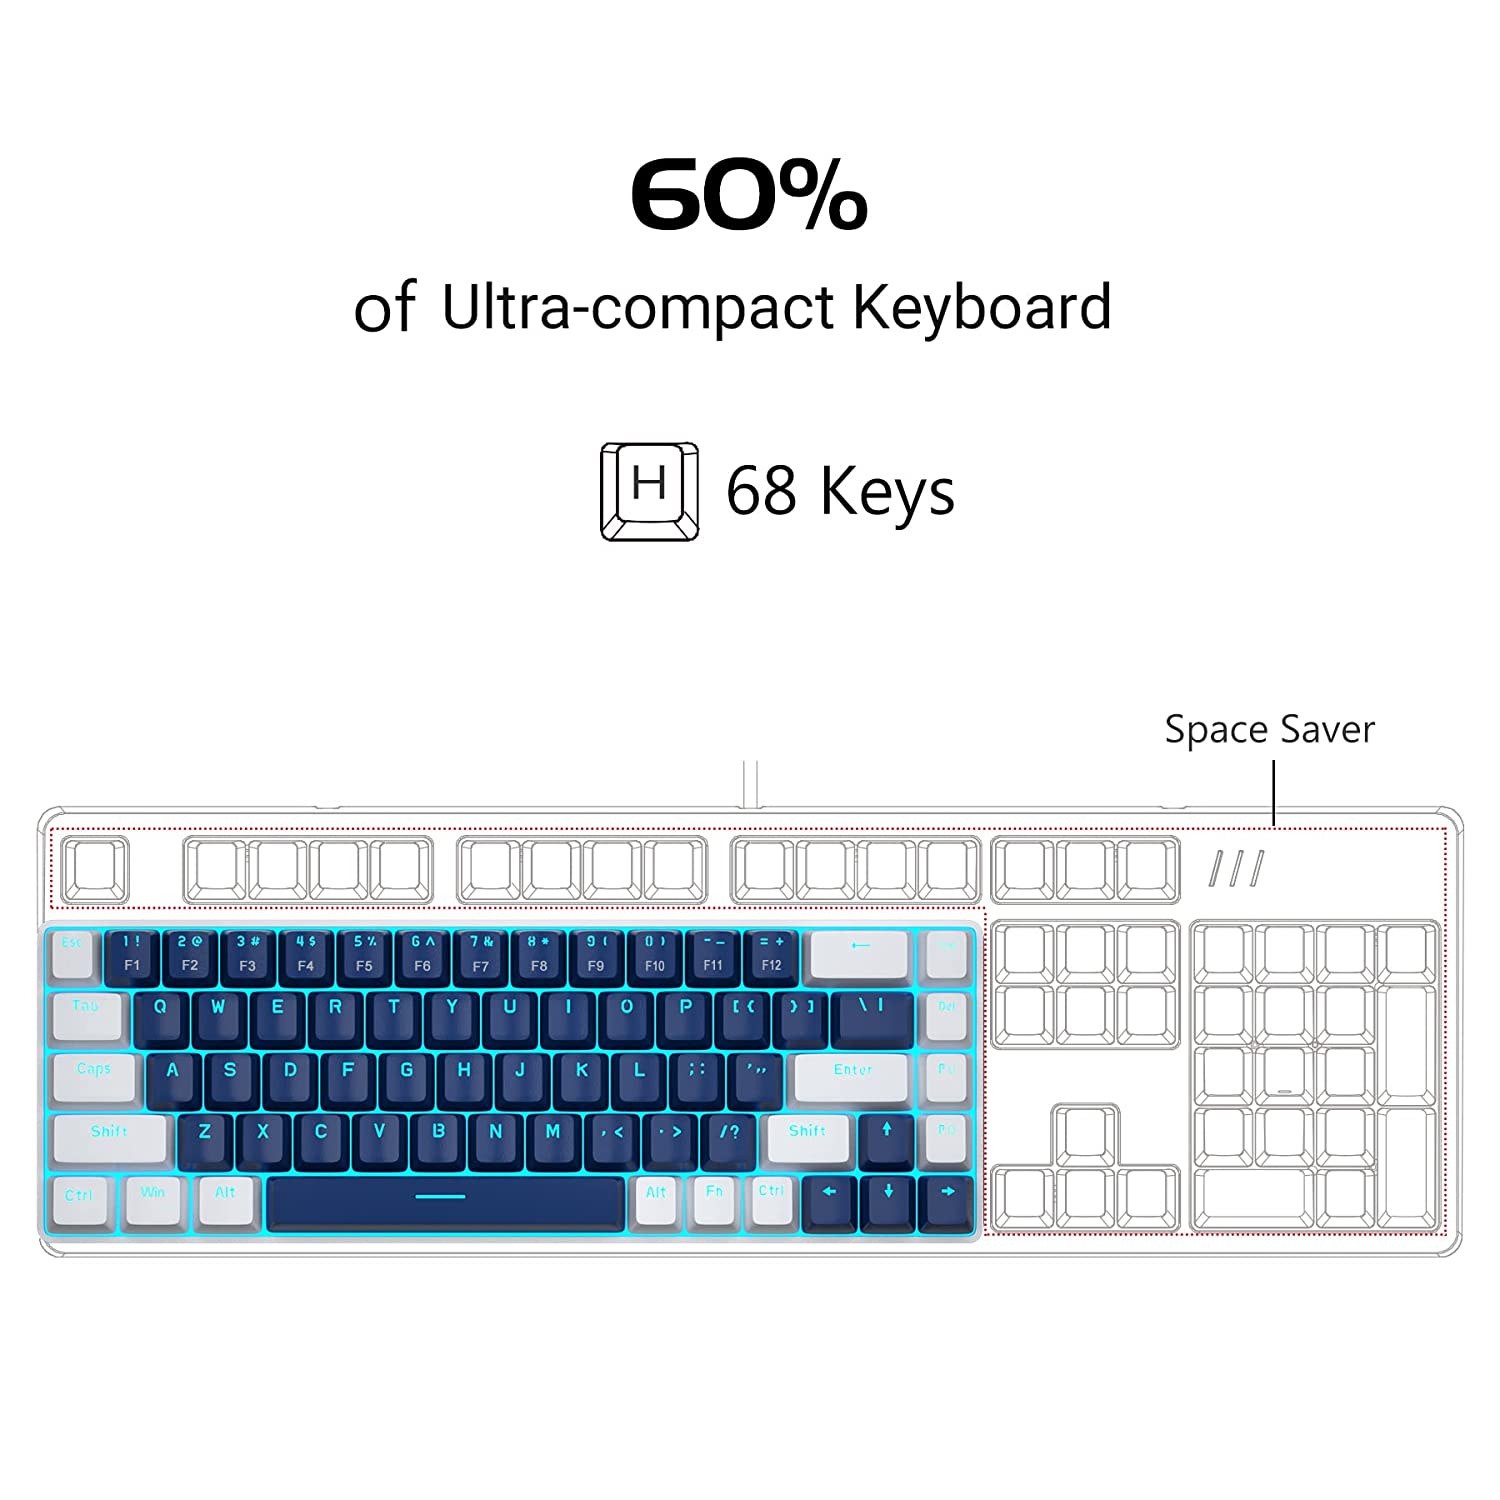 60%
of Ultra-compact Keyboard
H 68 Keys
Space Saver
Esc 1 ! F1 2 @ F2 3 # F3 4 $ F4 5 % F5 6 ^ F6 7 & F7 8 * F8 9 ( F9 0 ) F10 - _ F11 = + F12 ←
Tab Q W E R T Y U I O P [ { } ] \ | Del
Caps A S D F G H J K L ; : ' ,, Enter PU
Shift Z X C V B N M , < . > / ? Shift ↑ PD
Ctrl Win Alt — Alt Fn Ctrl ← ↓ →